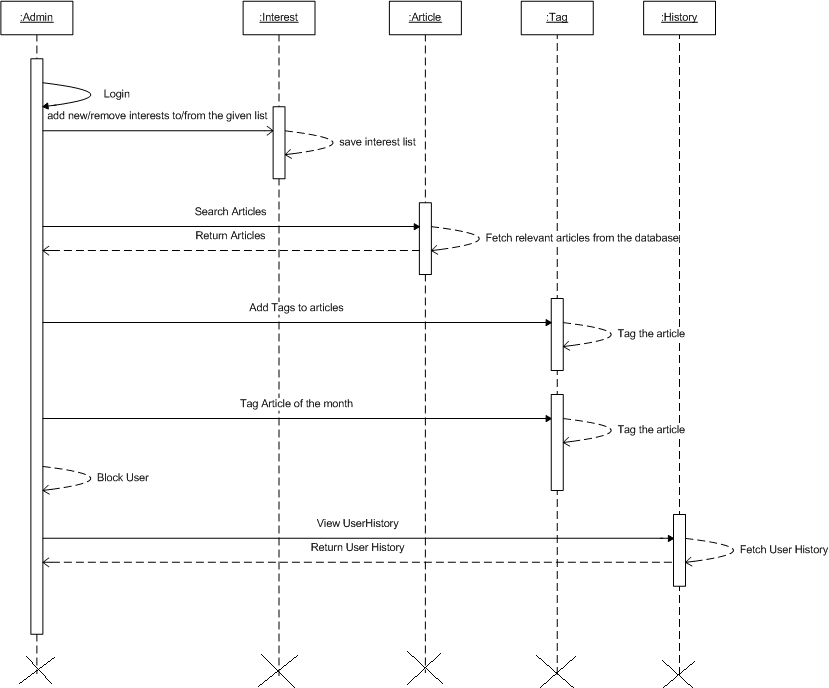 :Admin
:Interest
:Article
:Tag
:History
Login
add new/remove interests to/from the given list
save interest list
Search Articles
Return Articles
Fetch relevant articles from the database
Add Tags to articles
Tag the article
Tag Article of the month
Tag the article
Block User
View UserHistory
Return User History
Fetch User History